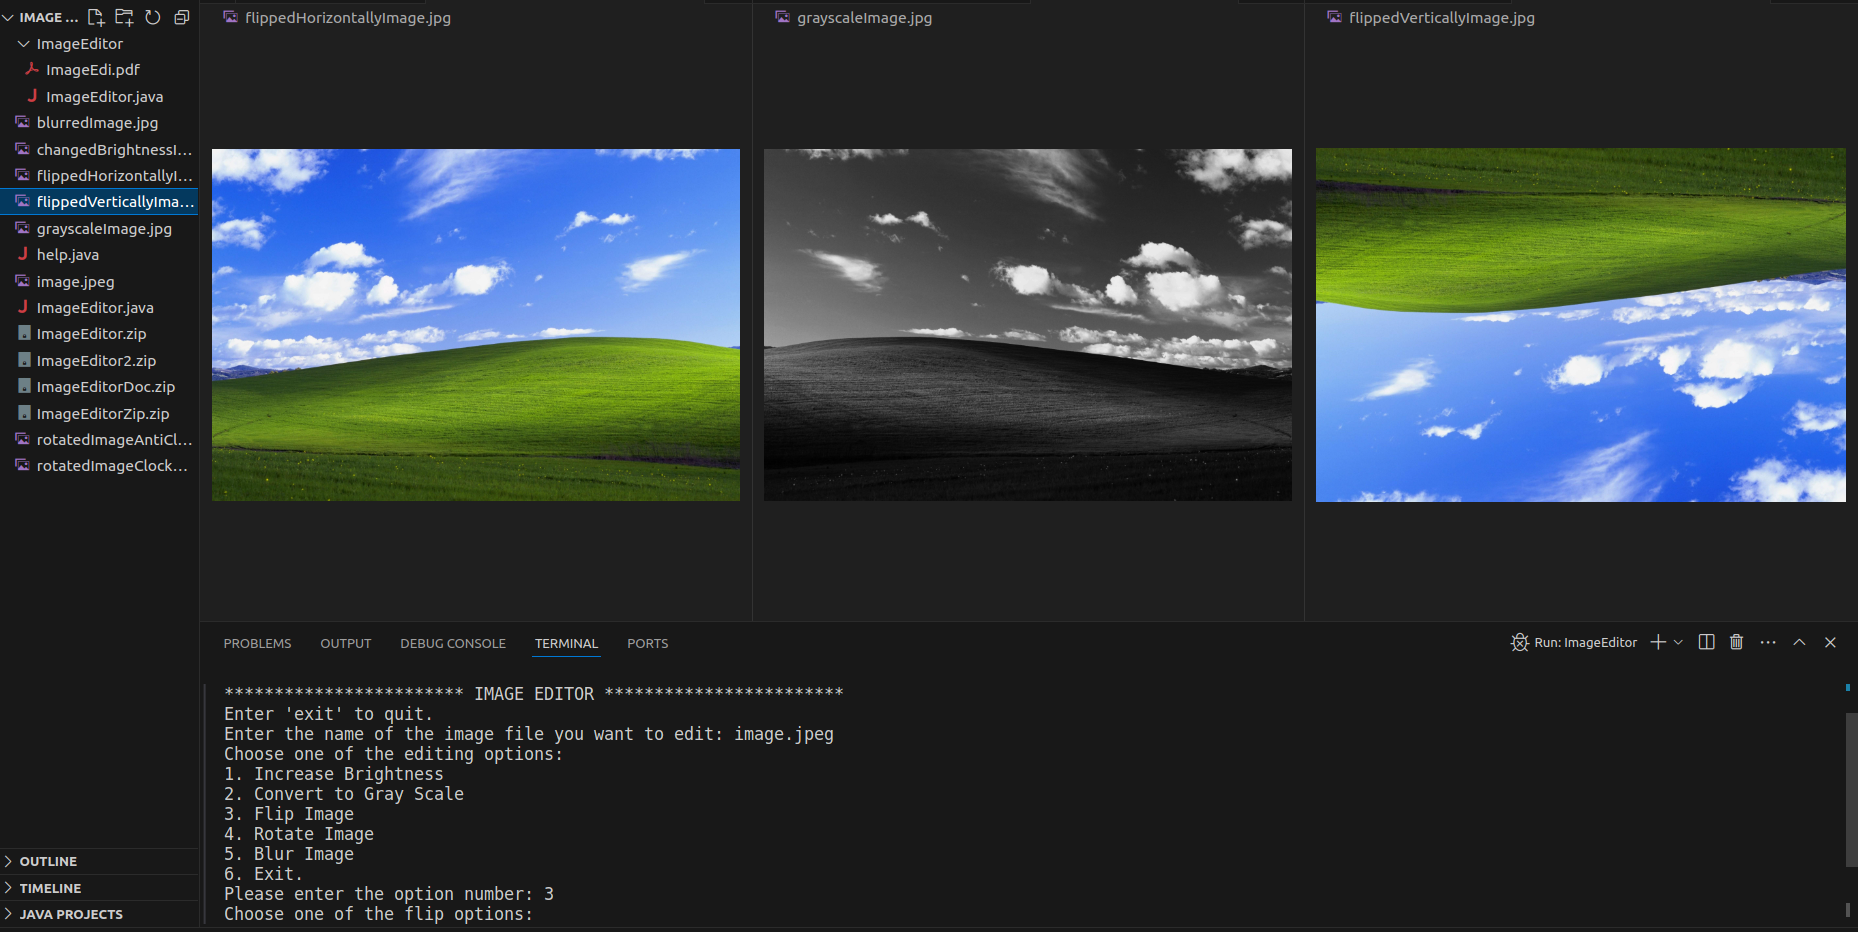 IMAGE ...
ImageEditor
ImageEdi.pdf
ImageEditor.java
blurredImage.jpg
changedBrightnessI...
flippedHorizontallyI...
flippedVerticallyIma...
grayscaleImage.jpg
help.java
image.jpeg
ImageEditor.java
ImageEditor.zip
ImageEditor2.zip
ImageEditorDoc.zip
ImageEditorZip.zip
rotatedImageAntiCl...
rotatedImageClock...
OUTLINE
TIMELINE
JAVA PROJECTS
flippedHorizontallyImage.jpg
grayscaleImage.jpg
flippedVerticallyImage.jpg
PROBLEMS OUTPUT DEBUG CONSOLE TERMINAL PORTS
Run: ImageEditor
************************ IMAGE EDITOR ************************
Enter 'exit' to quit.
Enter the name of the image file you want to edit: image.jpeg
Choose one of the editing options:
1. Increase Brightness
2. Convert to Gray Scale
3. Flip Image
4. Rotate Image
5. Blur Image
6. Exit.
Please enter the option number: 3
Choose one of the flip options: